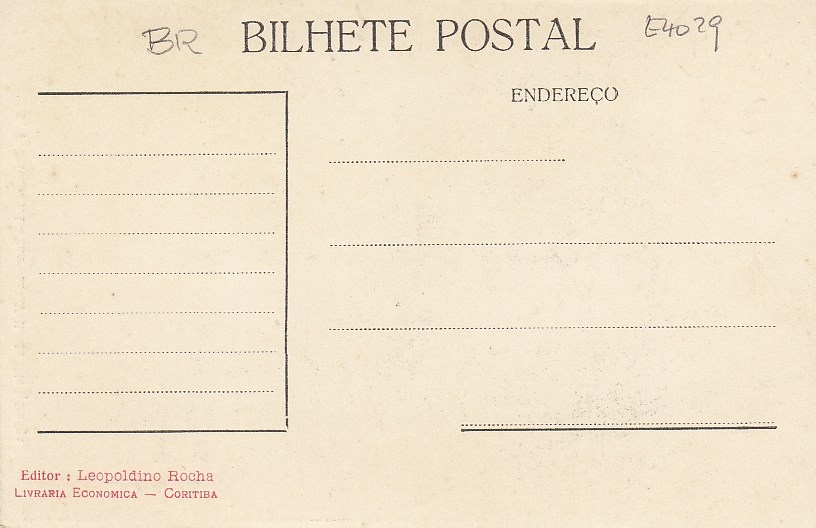 BR BILHETE POSTAL E4029
ENDEREÇO
Editor : Leopoldino Rocha
LIVRARIA ECONOMICA — CORITIBA